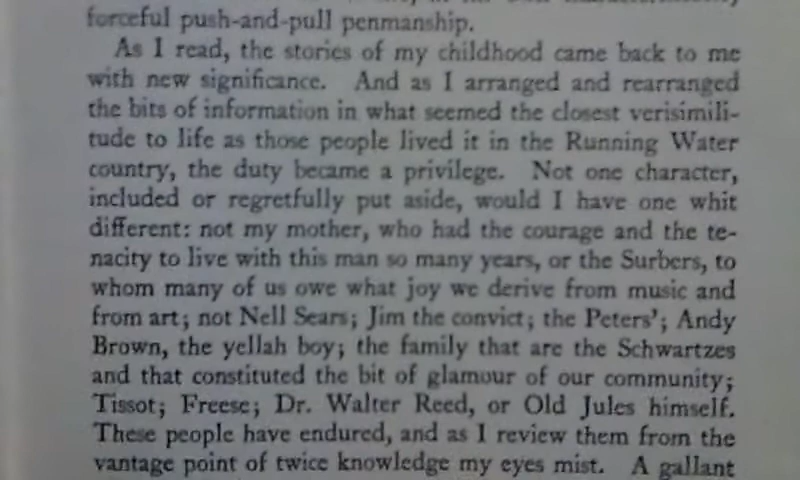 forceful push-and-pull penmanship.
As I read, the stories of my childhood came back to me
with new significance. And as I arranged and rearranged
the bits of information in what seemed the closest verisimili-
tude to life as those people lived it in the Running Water
country, the duty became a privilege. Not one character,
included or regretfully put aside, would I have one whit
different: not my mother, who had the courage and the te-
nacity to live with this man so many years, or the Surbers, to
whom many of us owe what joy we derive from music and
from art; not Nell Sears; Jim the convict; the Peters'; Andy
Brown, the yellah boy; the family that are the Schwartzes
and that constituted the bit of glamour of our community;
Tissot; Freese; Dr. Walter Reed, or Old Jules himself.
These people have endured, and as I review them from the
vantage point of twice knowledge my eyes mist. A gallant